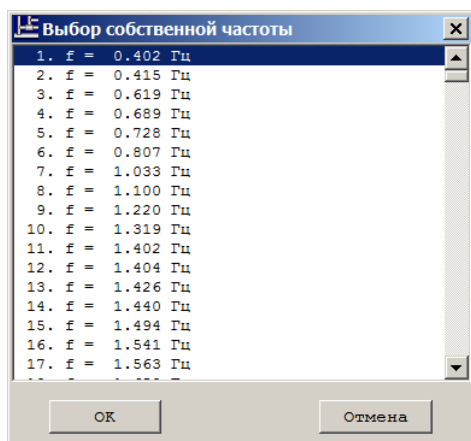 Выбор собственной частоты
1. f = 0.402 Гц
2. f = 0.415 Гц
3. f = 0.619 Гц
4. f = 0.689 Гц
5. f = 0.728 Гц
6. f = 0.807 Гц
7. f = 1.033 Гц
8. f = 1.100 Гц
9. f = 1.220 Гц
10. f = 1.319 Гц
11. f = 1.402 Гц
12. f = 1.404 Гц
13. f = 1.426 Гц
14. f = 1.440 Гц
15. f = 1.494 Гц
16. f = 1.541 Гц
17. f = 1.563 Гц
OK Отмена